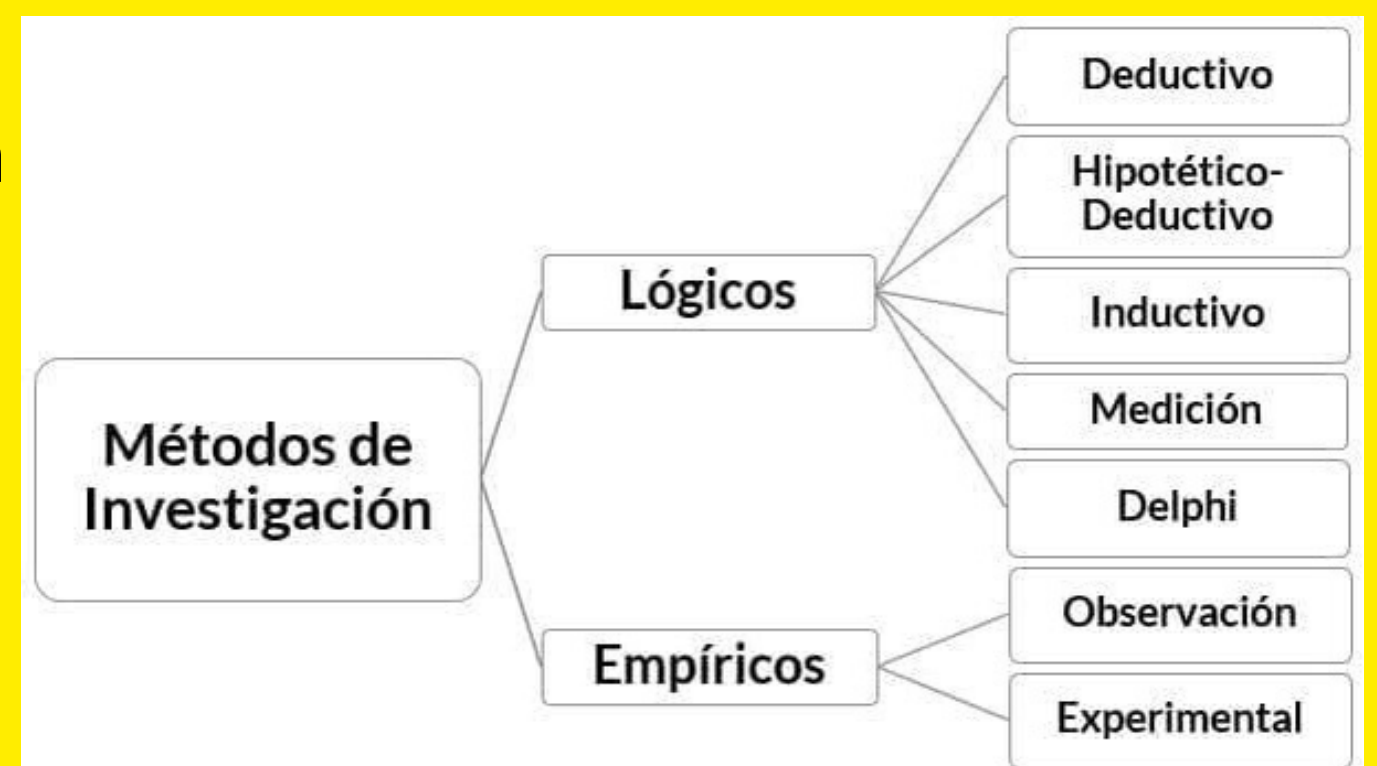 Métodos de
Investigación
Lógicos
Empíricos
Deductivo
Hipotético-
Deductivo
Inductivo
Medición
Delphi
Observación
Experimental